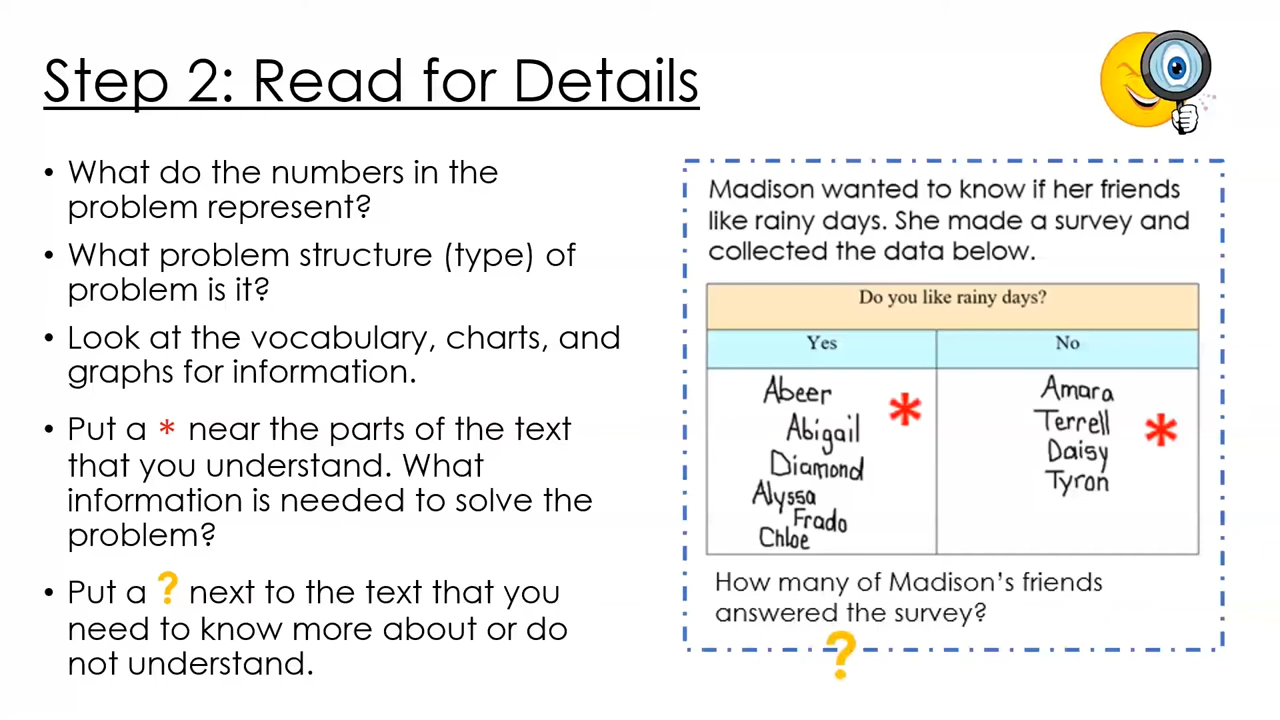 Step 2: Read for Details
• What do the numbers in the
problem represent?
• What problem structure (type) of
problem is it?
• Look at the vocabulary, charts, and
graphs for information.
• Put a * near the parts of the text
that you understand. What
information is needed to solve the
problem?
• Put a ? next to the text that you
need to know more about or do
not understand.
Madison wanted to know if her friends
like rainy days. She made a survey and
collected the data below.
Do you like rainy days?
Yes
No
Abeer
Abigail
Diamond
Alyssa
Frado
Chloe
*
Amara
Terrell
Daisy
Tyron
*
How many of Madison's friends
answered the survey?
?